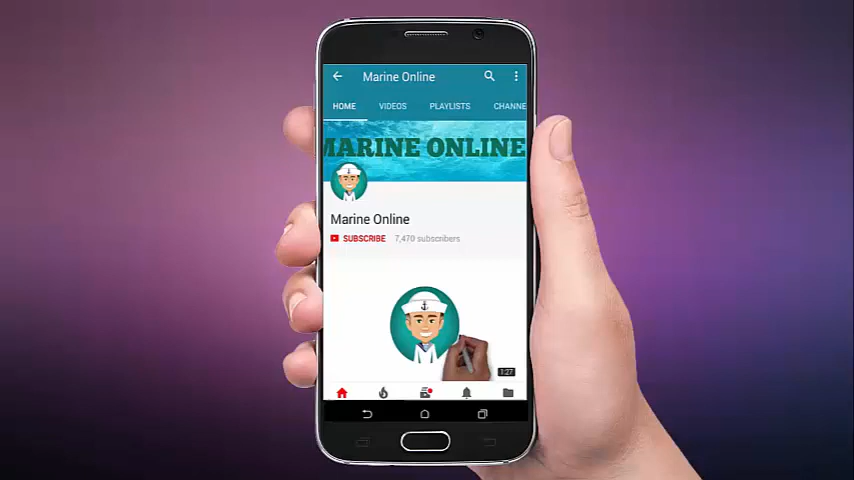 Marine Online
HOME VIDEOS PLAYLISTS CHANNE
MARINE ONLINE
Marine Online
SUBSCRIBE 7,470 subscribers
1:27